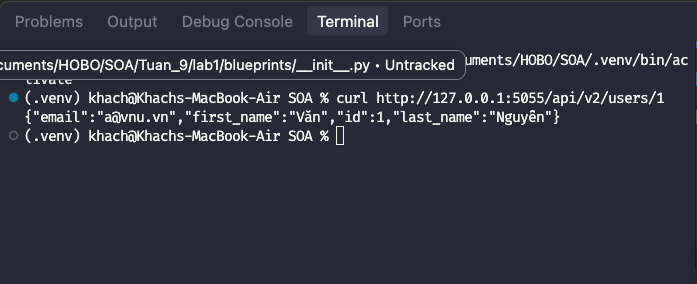 Problems Output Debug Console Terminal Ports
cuments/HOBO/SOA/Tuan_9/lab1/blueprints/__init__.py • Untracked
uments/HOBO/SOA/.venv/bin/ac
tivate
(.venv) khach@Khachs-MacBook-Air SOA % curl http://127.0.0.1:5055/api/v2/users/1
{"email":"a@vnu.vn","first_name":"Văn","id":1,"last_name":"Nguyễn"}
(.venv) khach@Khachs-MacBook-Air SOA %